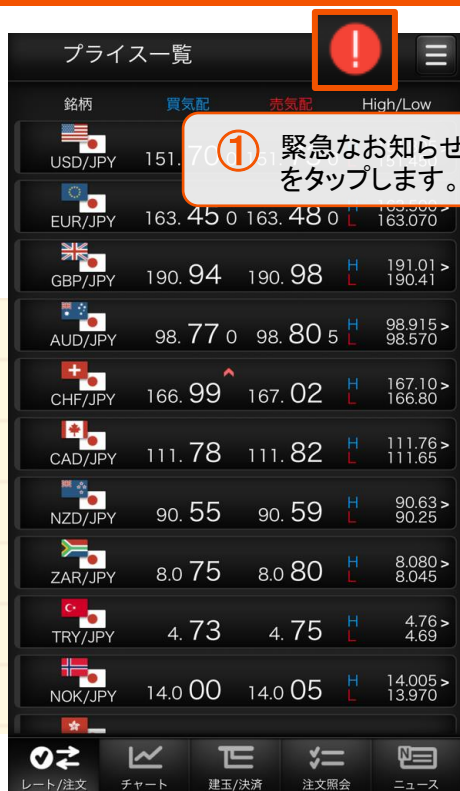 プライス一覧
銘柄 買気配 売気配 High/Low
① 緊急なお知らせ
をタップします。
USD/JPY 151.
EUR/JPY 163. 45 0 163. 48 0 H
L 163.070 >
GBP/JPY 190. 94 190. 98 H 191.01 >
L 190.41
AUD/JPY 98. 77 0 98. 80 5 H 98.915 >
L 98.570
CHF/JPY 166. 99 167. 02 H 167.10 >
L 166.80
CAD/JPY 111. 78 111. 82 H 111.76 >
L 111.65
NZD/JPY 90. 55 90. 59 H 90.63 >
L 90.25
ZAR/JPY 8.0 75 8.0 80 H 8.080 >
L 8.045
TRY/JPY 4. 73 4. 75 H 4.76 >
L 4.69
NOK/JPY 14.0 00 14.0 05 H 14.005 >
L 13.970
レート/注文 チャート 建玉/決済 注文照会 ニュース